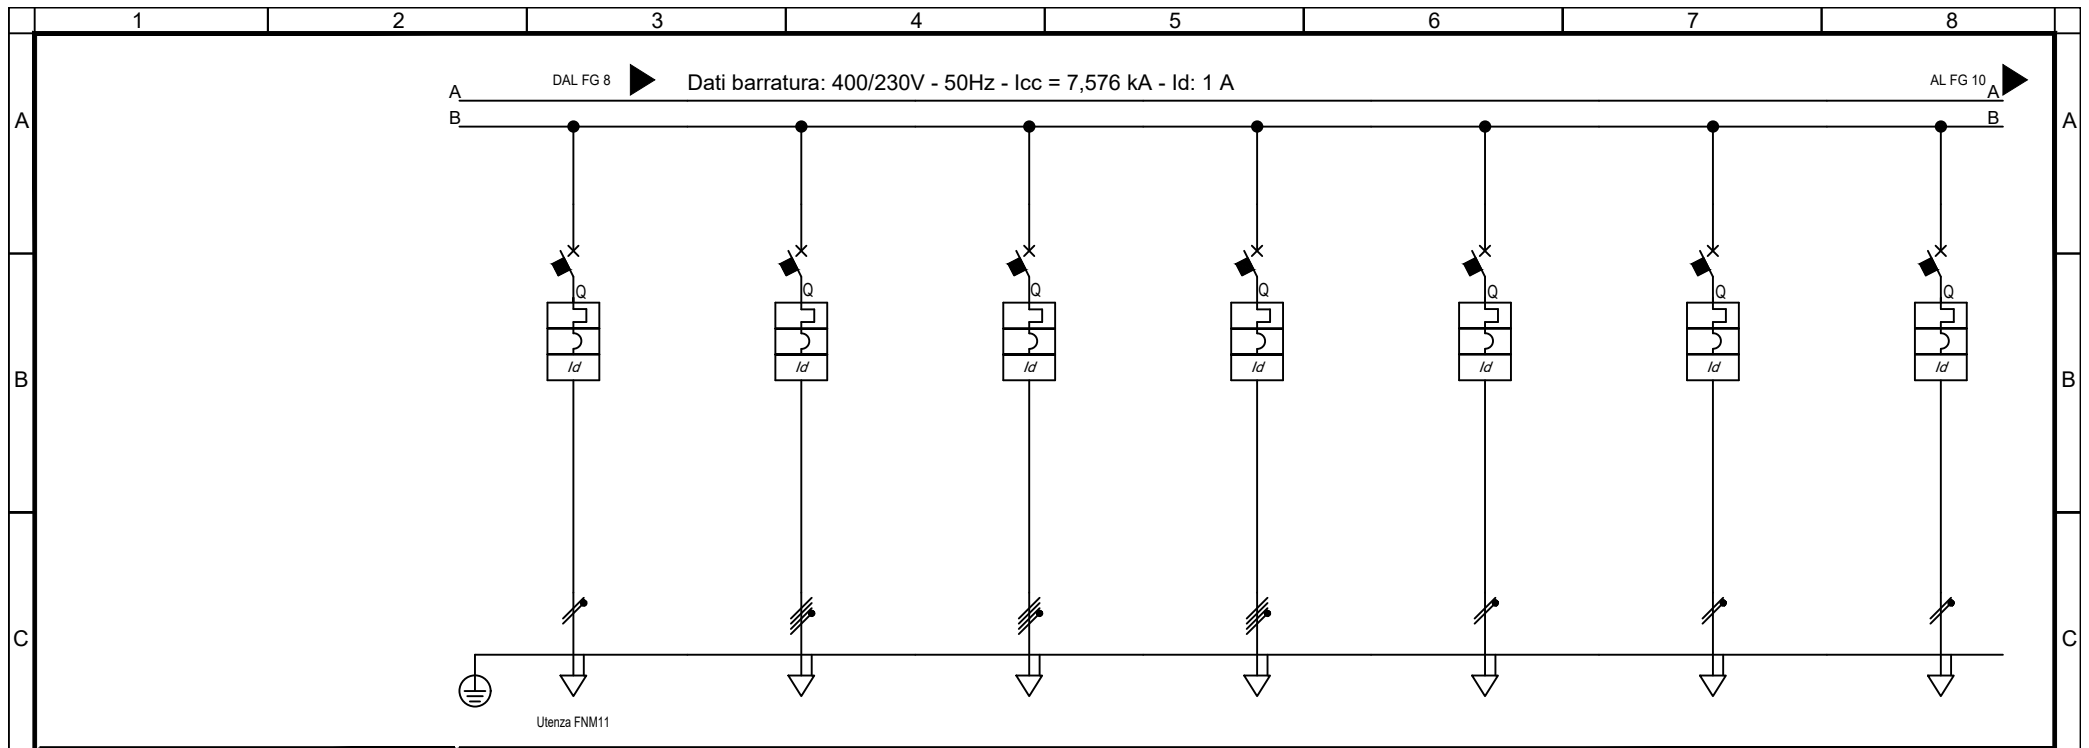 1 2 3 4 5 6 7 8
DAL FG 8 Dati barratura: 400/230V - 50Hz - Icc = 7,576 kA - Id: 1 A AL FG 10
A A
B B
A A
Q Q Q Q Q Q Q
Id Id Id Id Id Id Id
B B
C C
Utenza FNM11